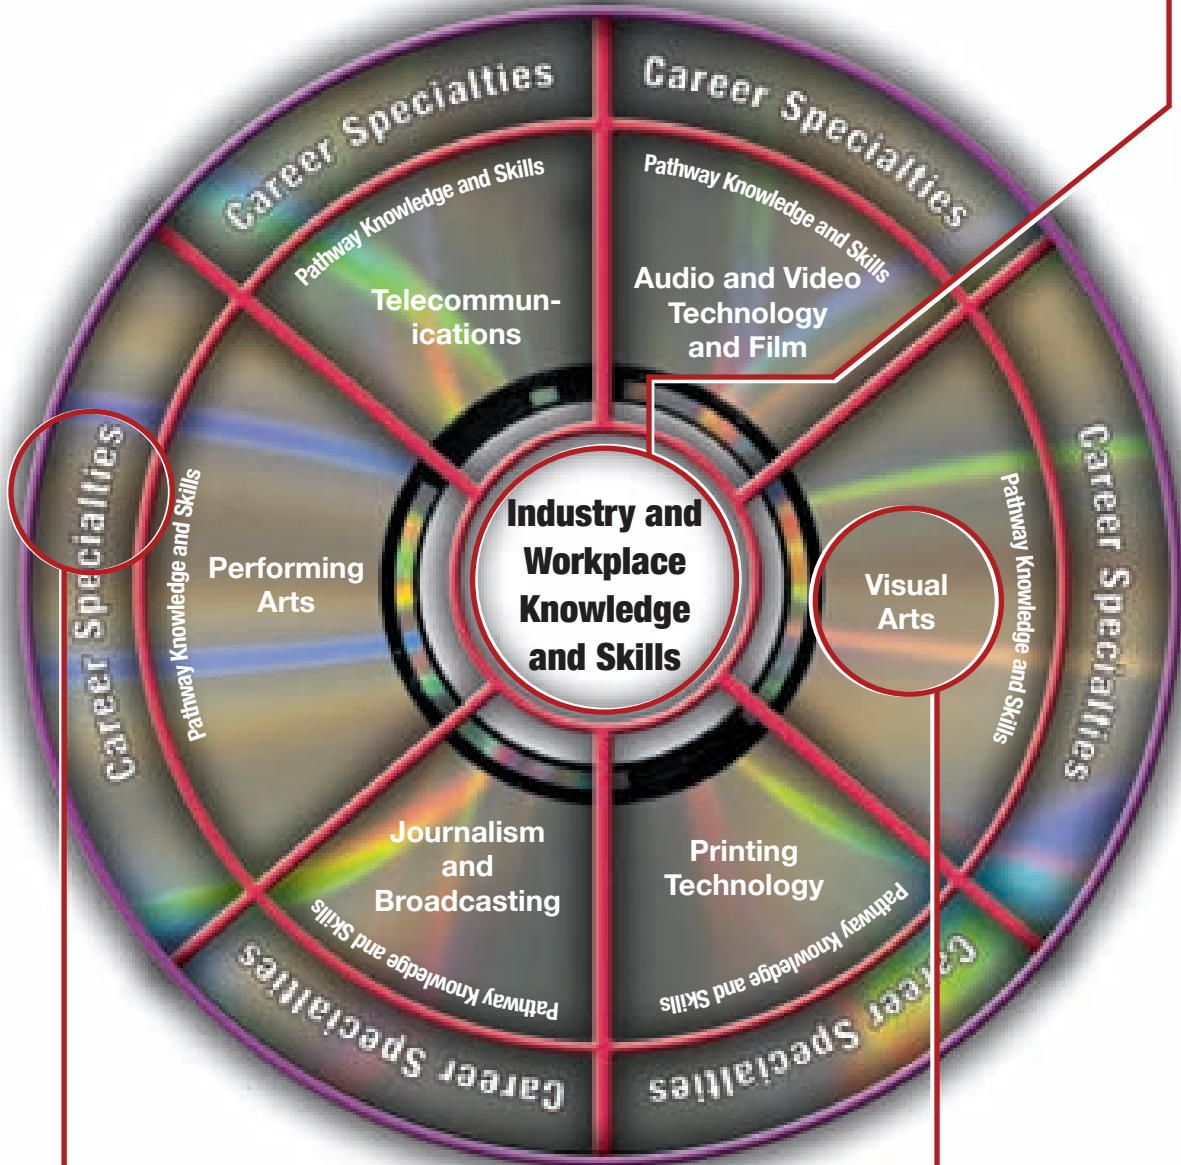 Career Specialties
Pathway Knowledge and Skills
Telecommun-
ications
Career Specialties
Pathway Knowledge and Skills
Audio and Video
Technology
and Film
Career Specialties
Pathway Knowledge and Skills
Performing
Arts
Industry and
Workplace
Knowledge
and Skills
Visual
Arts
Pathway Knowledge and Skills
Career Specialties
Journalism
and
Broadcasting
Pathway Knowledge and Skills
Career Specialties
Printing
Technology
Pathway Knowledge and Skills
Career Specialties